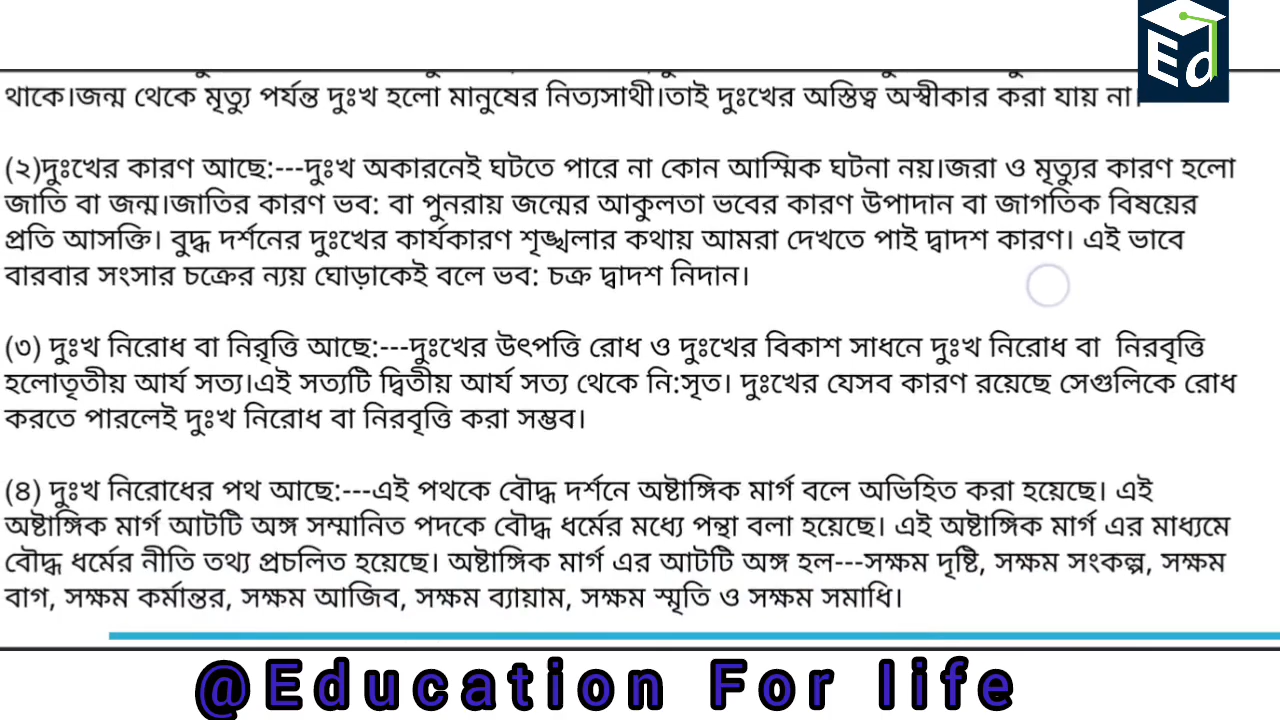 Ed
থাকে।জন্ম থেকে মৃত্যু পর্যন্ত দুঃখ হলো মানুষের নিত্যসাথী।তাই দুঃখের অস্তিত্ব অস্বীকার করা যায় না।
(২)দুঃখের কারণ আছে:---দুঃখ অকারনেই ঘটতে পারে না কোন আস্মিক ঘটনা নয়।জরা ও মৃত্যুর কারণ হলো
জাতি বা জন্ম।জাতির কারণ ভব: বা পুনরায় জন্মের আকুলতা ভবের কারণ উপাদান বা জাগতিক বিষয়ের
প্রতি আসক্তি। বুদ্ধ দর্শনের দুঃখের কার্যকারণ শৃঙ্খলার কথায় আমরা দেখতে পাই দ্বাদশ কারণ। এই ভাবে
বারবার সংসার চক্রের ন্যয় ঘোড়াকেই বলে ভব: চক্র দ্বাদশ নিদান।
(৩) দুঃখ নিরোধ বা নিরৃত্তি আছে:---দুঃখের উৎপত্তি রোধ ও দুঃখের বিকাশ সাধনে দুঃখ নিরোধ বা নিরবৃত্তি
হলোতৃতীয় আর্য সত্য।এই সত্যটি দ্বিতীয় আর্য সত্য থেকে নি:সৃত। দুঃখের যেসব কারণ রয়েছে সেগুলিকে রোধ
করতে পারলেই দুঃখ নিরোধ বা নিরবৃত্তি করা সম্ভব।
(৪) দুঃখ নিরোধের পথ আছে:---এই পথকে বৌদ্ধ দর্শনে অষ্টাঙ্গিক মার্গ বলে অভিহিত করা হয়েছে। এই
অষ্টাঙ্গিক মার্গ আটটি অঙ্গ সম্মানিত পদকে বৌদ্ধ ধর্মের মধ্যে পন্থা বলা হয়েছে। এই অষ্টাঙ্গিক মার্গ এর মাধ্যমে
বৌদ্ধ ধর্মের নীতি তথ্য প্রচলিত হয়েছে। অষ্টাঙ্গিক মার্গ এর আটটি অঙ্গ হল---সক্ষম দৃষ্টি, সক্ষম সংকল্প, সক্ষম
বাগ, সক্ষম কর্মান্তর, সক্ষম আজিব, সক্ষম ব্যায়াম, সক্ষম স্মৃতি ও সক্ষম সমাধি।
@Education For life